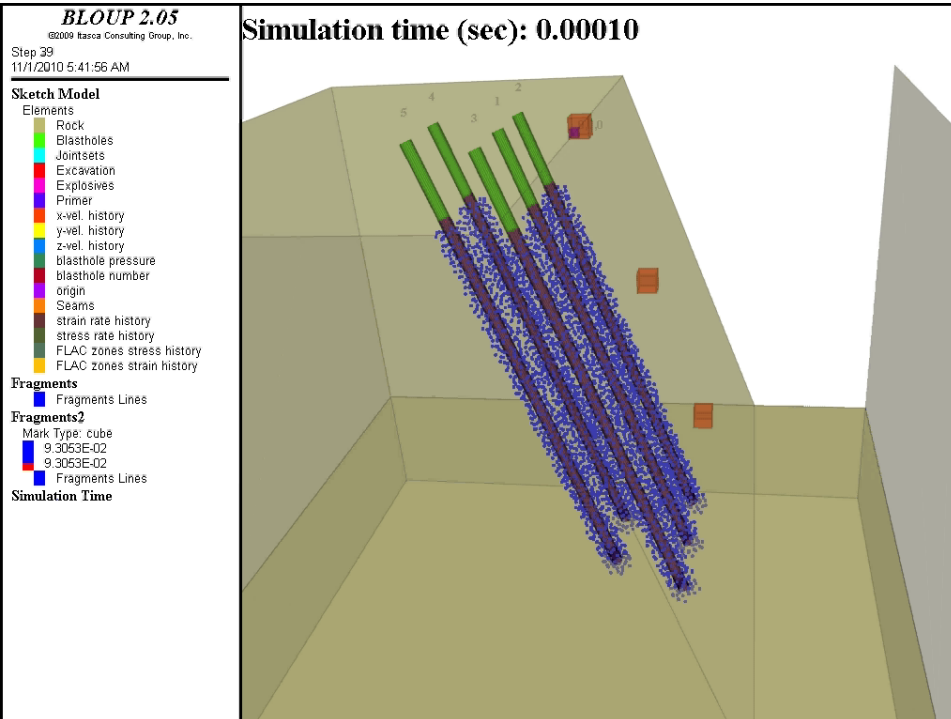 BLOUP 2.05
©2009 Itasca Consulting Group, Inc.
Step 39
11/1/2010 5:41:56 AM
Sketch Model
Elements
Rock
Blastholes
Jointsets
Excavation
Explosives
Primer
x-vel. history
y-vel. history
z-vel. history
blasthole pressure
blasthole number
origin
Seams
strain rate history
stress rate history
FLAC zones stress history
FLAC zones strain history
Fragments
Fragments Lines
Fragments2
Mark Type: cube
9.3053E-02
9.3053E-02
Fragments Lines
Simulation Time
Simulation time (sec): 0.00010
2
4
1
5
3